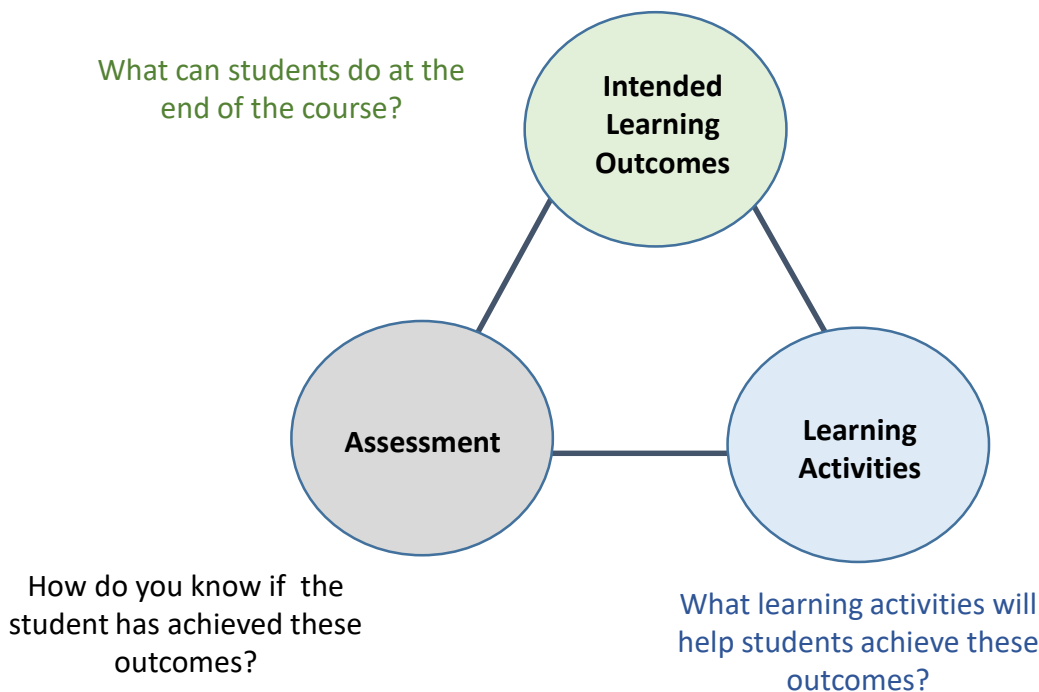 What can students do at the
end of the course?
Intended
Learning
Outcomes
Assessment
Learning
Activities
How do you know if  the
student has achieved these
outcomes?
What learning activities will
help students achieve these
outcomes?